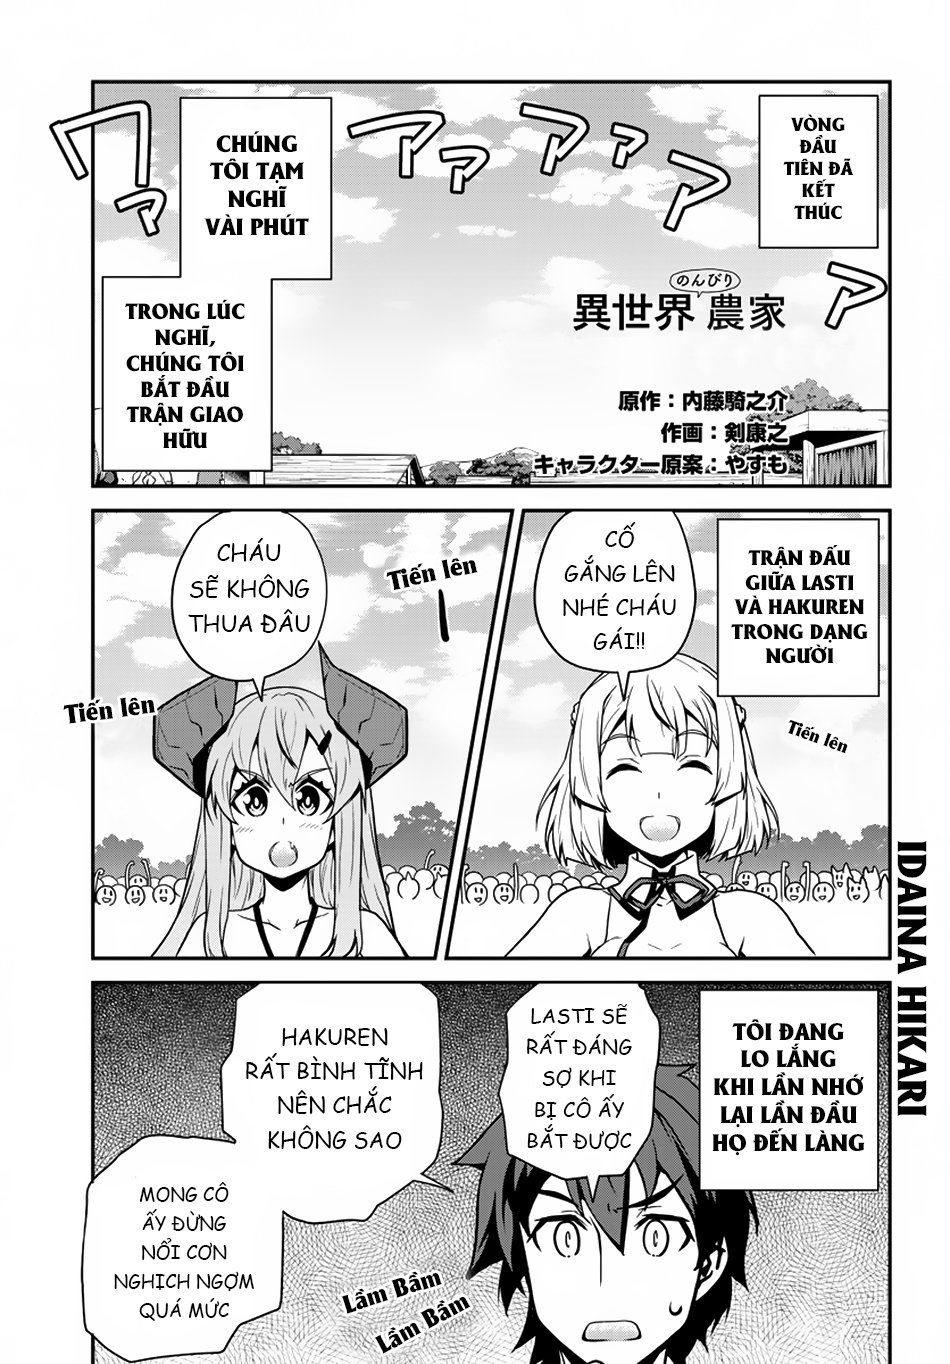 VÒNG
ĐẦU
TIÊN ĐÃ
KẾT
THÚC
ワァ
ァァァァァ
ァ
CHÚNG
TÔI TẠM
NGHĨ
VÀI PHÚT
のんびり
異世界農家
原作：内藤騎之介
作画：剣康之
キャラクター原案：やすも
TRONG LÚC
NGHĨ,
CHÚNG TÔI
BẮT ĐẦU
TRẬN GIAO
HỮU
TRẬN ĐẤU
GIỮA LASTI
VÀ HAKUREN
TRONG DẠNG
NGƯỜI
CỐ
GẮNG LÊN
NHÉ CHÁU
GÁI!!
Tiến lên
Tiến lên
CHÁU
SẼ KHÔNG
THUA ĐÂU
Tiến lên
IDAINA HIKARI
TÔI ĐANG
LO LẮNG
KHI LẦN NHỚ
LẠI LẦN ĐẦU
HỌ ĐẾN LÀNG
LASTI SẼ
RẤT ĐÁNG
SỢ KHI
BỊ CÔ ẤY
BẮT ĐƯỢC
HAKUREN
RẤT BÌNH TĨNH
NÊN CHẮC
KHÔNG SAO
MONG CÔ
ẤY ĐỪNG
NỔI CƠN
NGHỊCH NGỢM
QUÁ MỨC
Lầm Bầm
Lầm Bầm